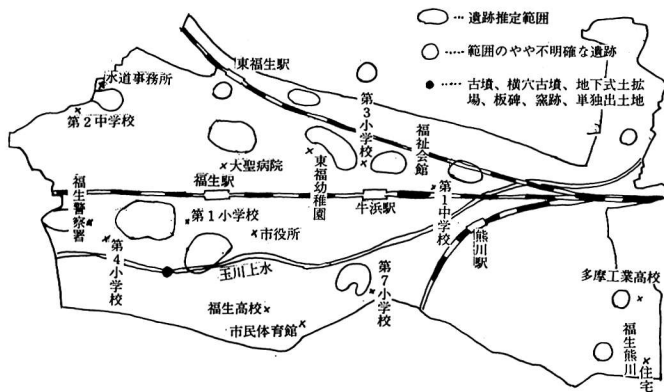 … 遺跡推定範囲
…… 範囲のやや不明確な遺跡
…… 古墳、横穴古墳、地下式土拡
場、板碑、窯跡、単独出土地
東福生駅
水道事務所
第2中学校
第3小学校
福祉会館
大聖病院
東福幼稚園
福生駅
牛浜駅
第1中学校
福生警察署
第1小学校
市役所
第4小学校
玉川上水
熊川駅
第7小学校
多摩工業高校
福生高校
市民体育館
福生熊川
住宅